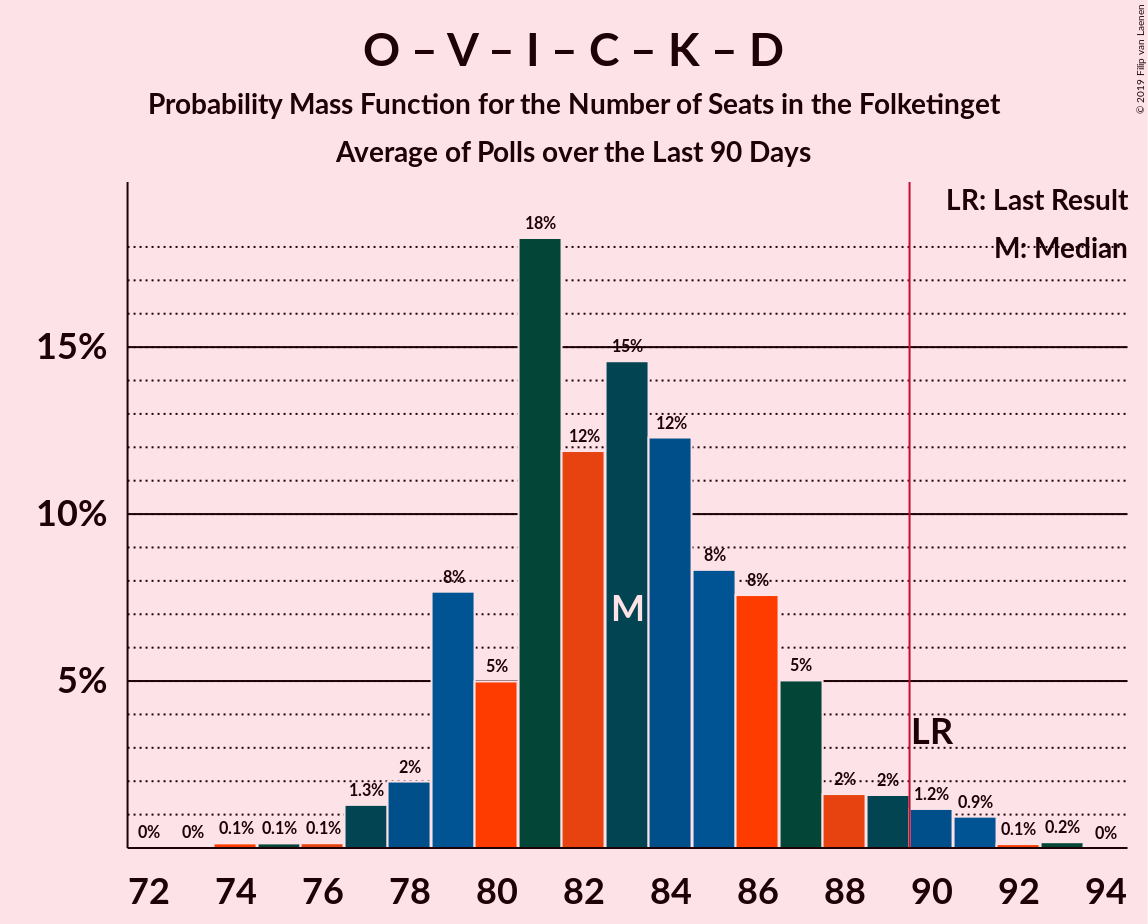 O – V – I – C – K – D
Probability Mass Function for the Number of Seats in the Folketinget
Average of Polls over the Last 90 Days
© 2019 Filip van Laenen
LR: Last Result
M: Median
18%
15%
15%
12%
12%
10%
8%
8%
8%
M
5%
5%
5%
LR
2%
2%
2%
1.3%
1.2%
0.9%
0%
0%
0.1%
0.1%
0.1%
0.1%
0.2%
0%
72 74 76 78 80 82 84 86 88 90 92 94